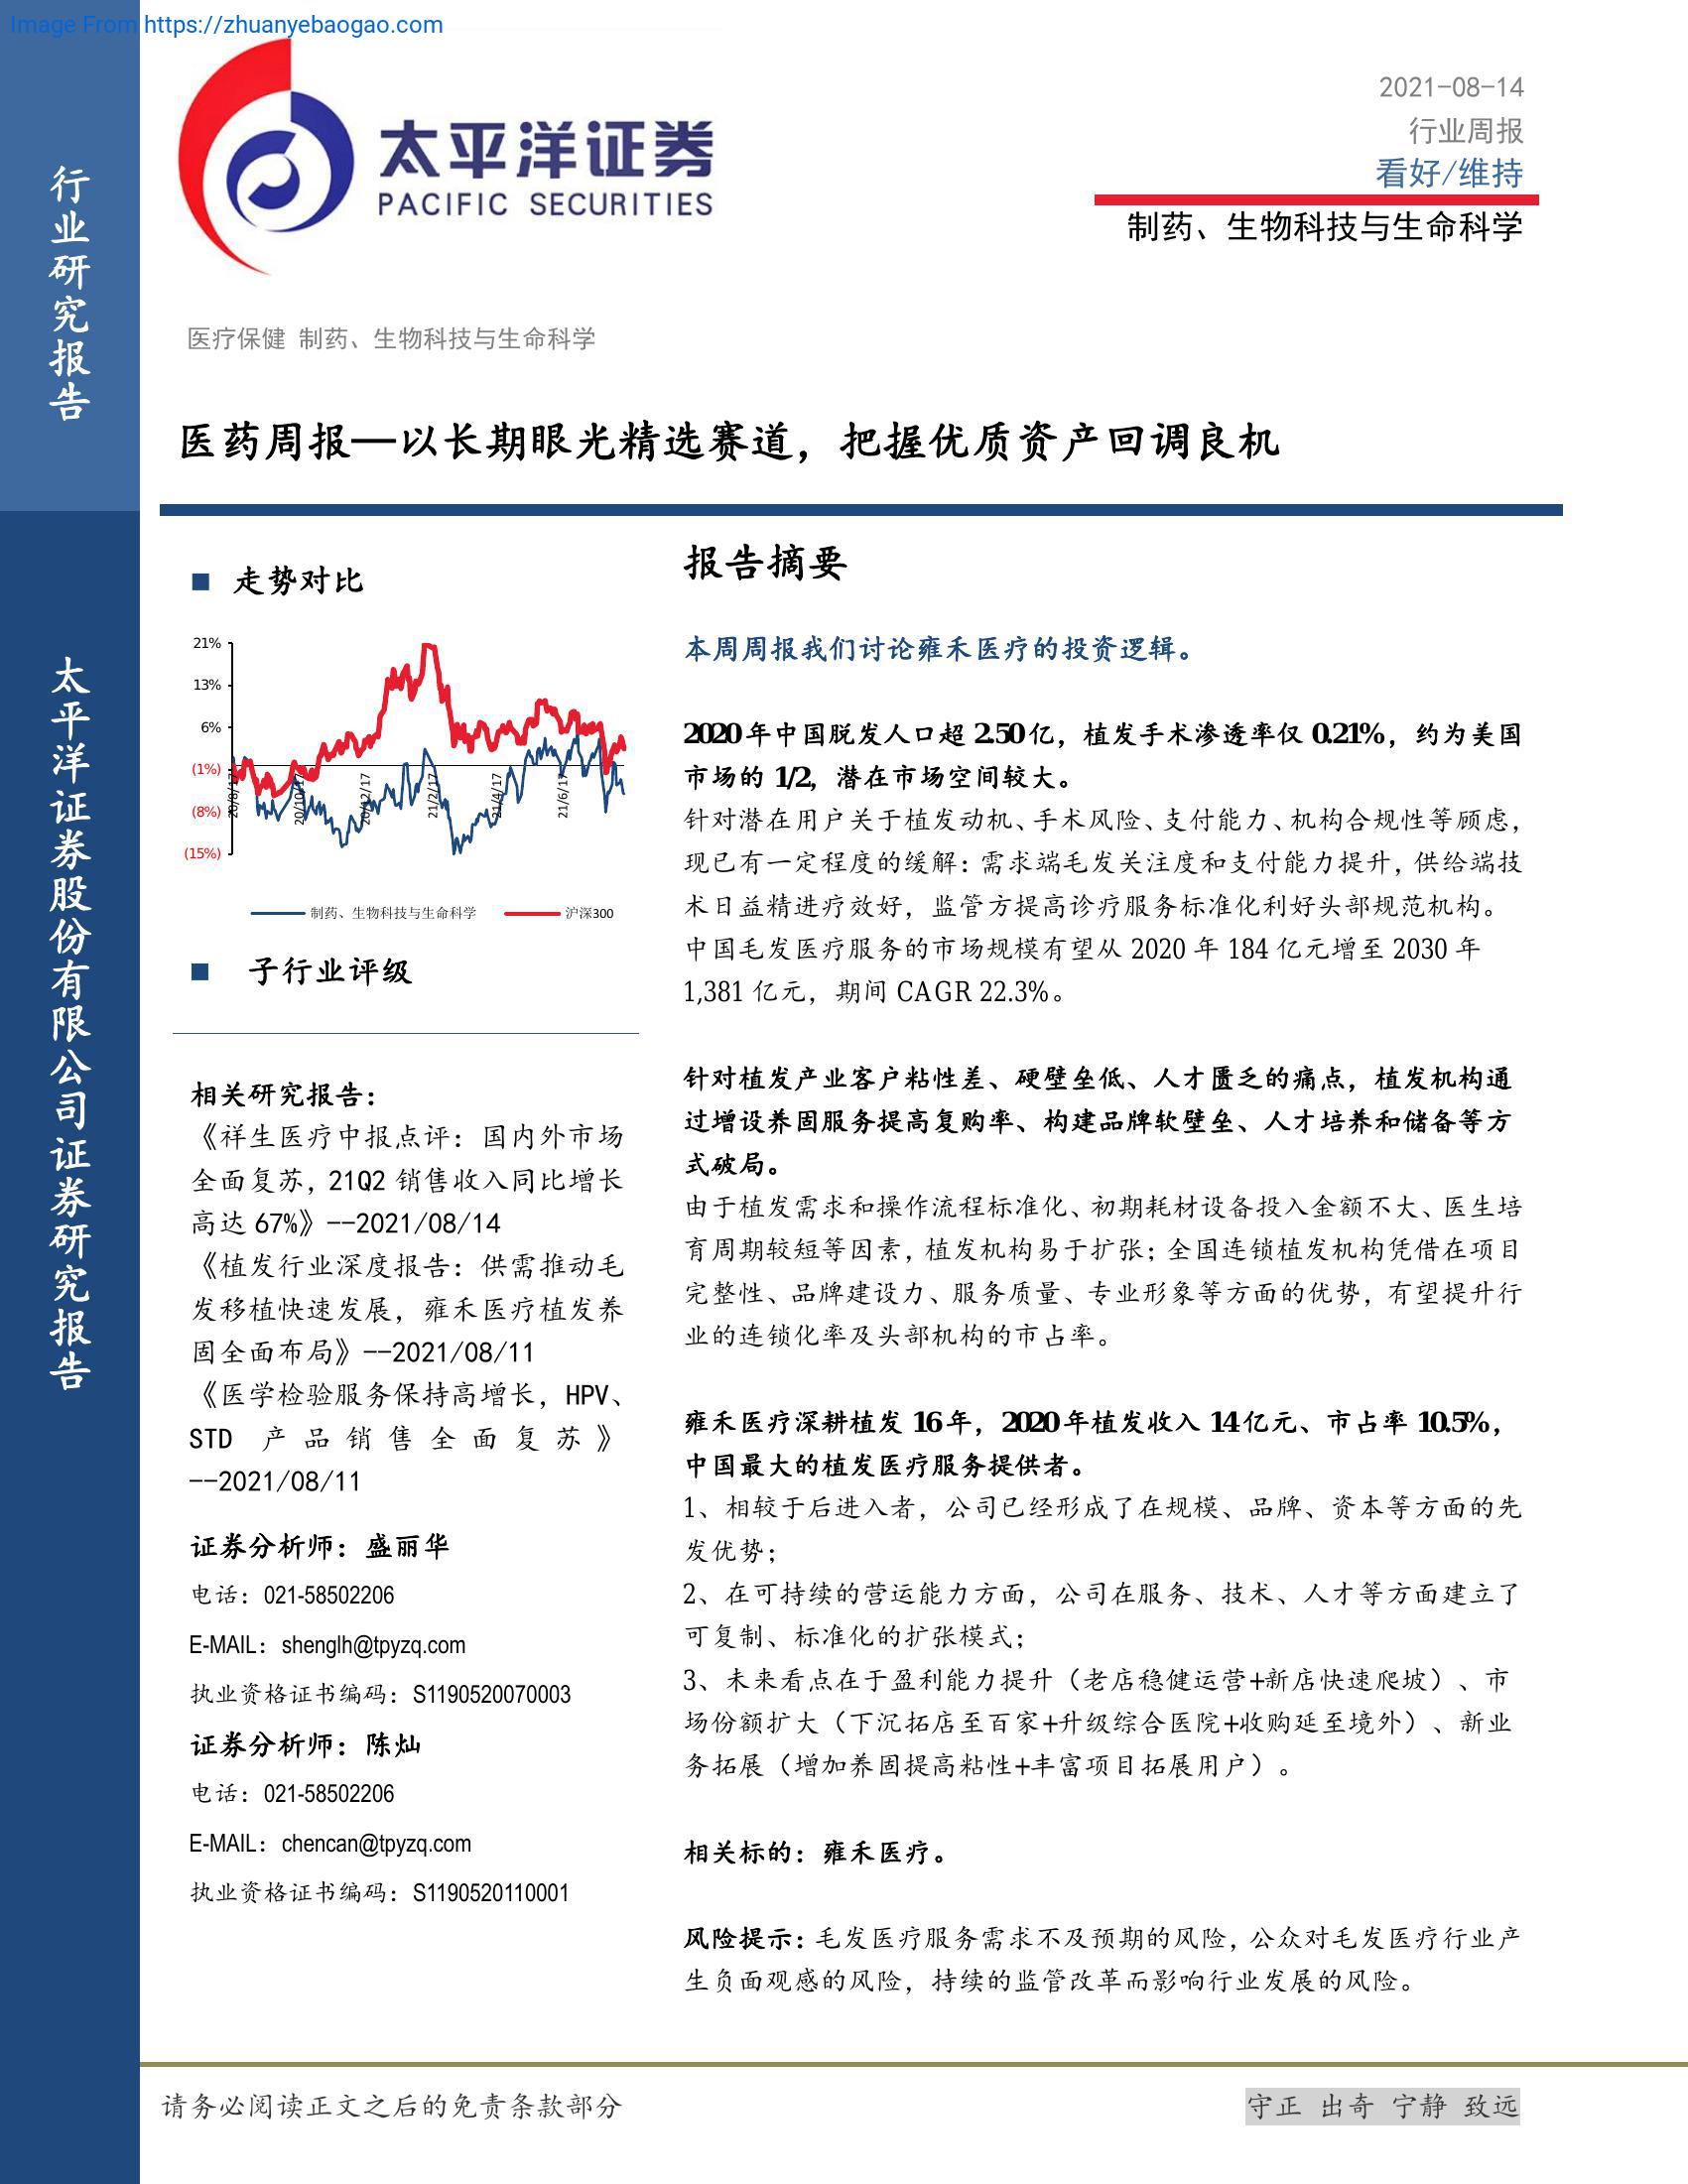 Image From https://zhuanyebaogao.com
行业研究报告
太平洋证券股份有限公司证券研究报告
太平洋证券
PACIFIC SECURITIES
2021-08-14
行业周报
看好/维持
制药、生物科技与生命科学
医疗保健 制药、生物科技与生命科学
医药周报—以长期眼光精选赛道，把握优质资产回调良机
■ 走势对比
21%
13%
6%
(1%)
(8%)
(15%)
20/8/17
20/10/17
20/12/17
21/2/17
21/4/17
21/6/17
制药、生物科技与生命科学
沪深300
■ 子行业评级
相关研究报告：
《祥生医疗中报点评：国内外市场
全面复苏，21Q2 销售收入同比增长
高达 67%》--2021/08/14
《植发行业深度报告：供需推动毛
发移植快速发展，雍禾医疗植发养
固全面布局》--2021/08/11
《医学检验服务保持高增长，HPV、
STD 产品销售全面复苏》
--2021/08/11
证券分析师：盛丽华
电话：021-58502206
E-MAIL：shenglh@tpyzq.com
执业资格证书编码：S1190520070003
证券分析师：陈灿
电话：021-58502206
E-MAIL：chencan@tpyzq.com
执业资格证书编码：S1190520110001
报告摘要
本周周报我们讨论雍禾医疗的投资逻辑。
2020 年中国脱发人口超 2.50 亿，植发手术渗透率仅 0.21%，约为美国
市场的 1/2，潜在市场空间较大。
针对潜在用户关于植发动机、手术风险、支付能力、机构合规性等顾虑，
现已有一定程度的缓解：需求端毛发关注度和支付能力提升，供给端技
术日益精进疗效好，监管方提高诊疗服务标准化利好头部规范机构。
中国毛发医疗服务的市场规模有望从 2020 年 184 亿元增至 2030 年
1,381 亿元，期间 CAGR 22.3%。
针对植发产业客户粘性差、硬壁垒低、人才匮乏的痛点，植发机构通
过增设养固服务提高复购率、构建品牌软壁垒、人才培养和储备等方
式破局。
由于植发需求和操作流程标准化、初期耗材设备投入金额不大、医生培
育周期较短等因素，植发机构易于扩张；全国连锁植发机构凭借在项目
完整性、品牌建设力、服务质量、专业形象等方面的优势，有望提升行
业的连锁化率及头部机构的市占率。
雍禾医疗深耕植发 16 年，2020 年植发收入 14 亿元、市占率 10.5%，
中国最大的植发医疗服务提供者。
1、相较于后进入者，公司已经形成了在规模、品牌、资本等方面的先
发优势；
2、在可持续的营运能力方面，公司在服务、技术、人才等方面建立了
可复制、标准化的扩张模式；
3、未来看点在于盈利能力提升（老店稳健运营+新店快速爬坡）、市
场份额扩大（下沉拓店至百家+升级综合医院+收购延至境外）、新业
务拓展（增加养固提高粘性+丰富项目拓展用户）。
相关标的：雍禾医疗。
风险提示：毛发医疗服务需求不及预期的风险，公众对毛发医疗行业产
生负面观感的风险，持续的监管改革而影响行业发展的风险。
请务必阅读正文之后的免责条款部分
守正 出奇 宁静 致远